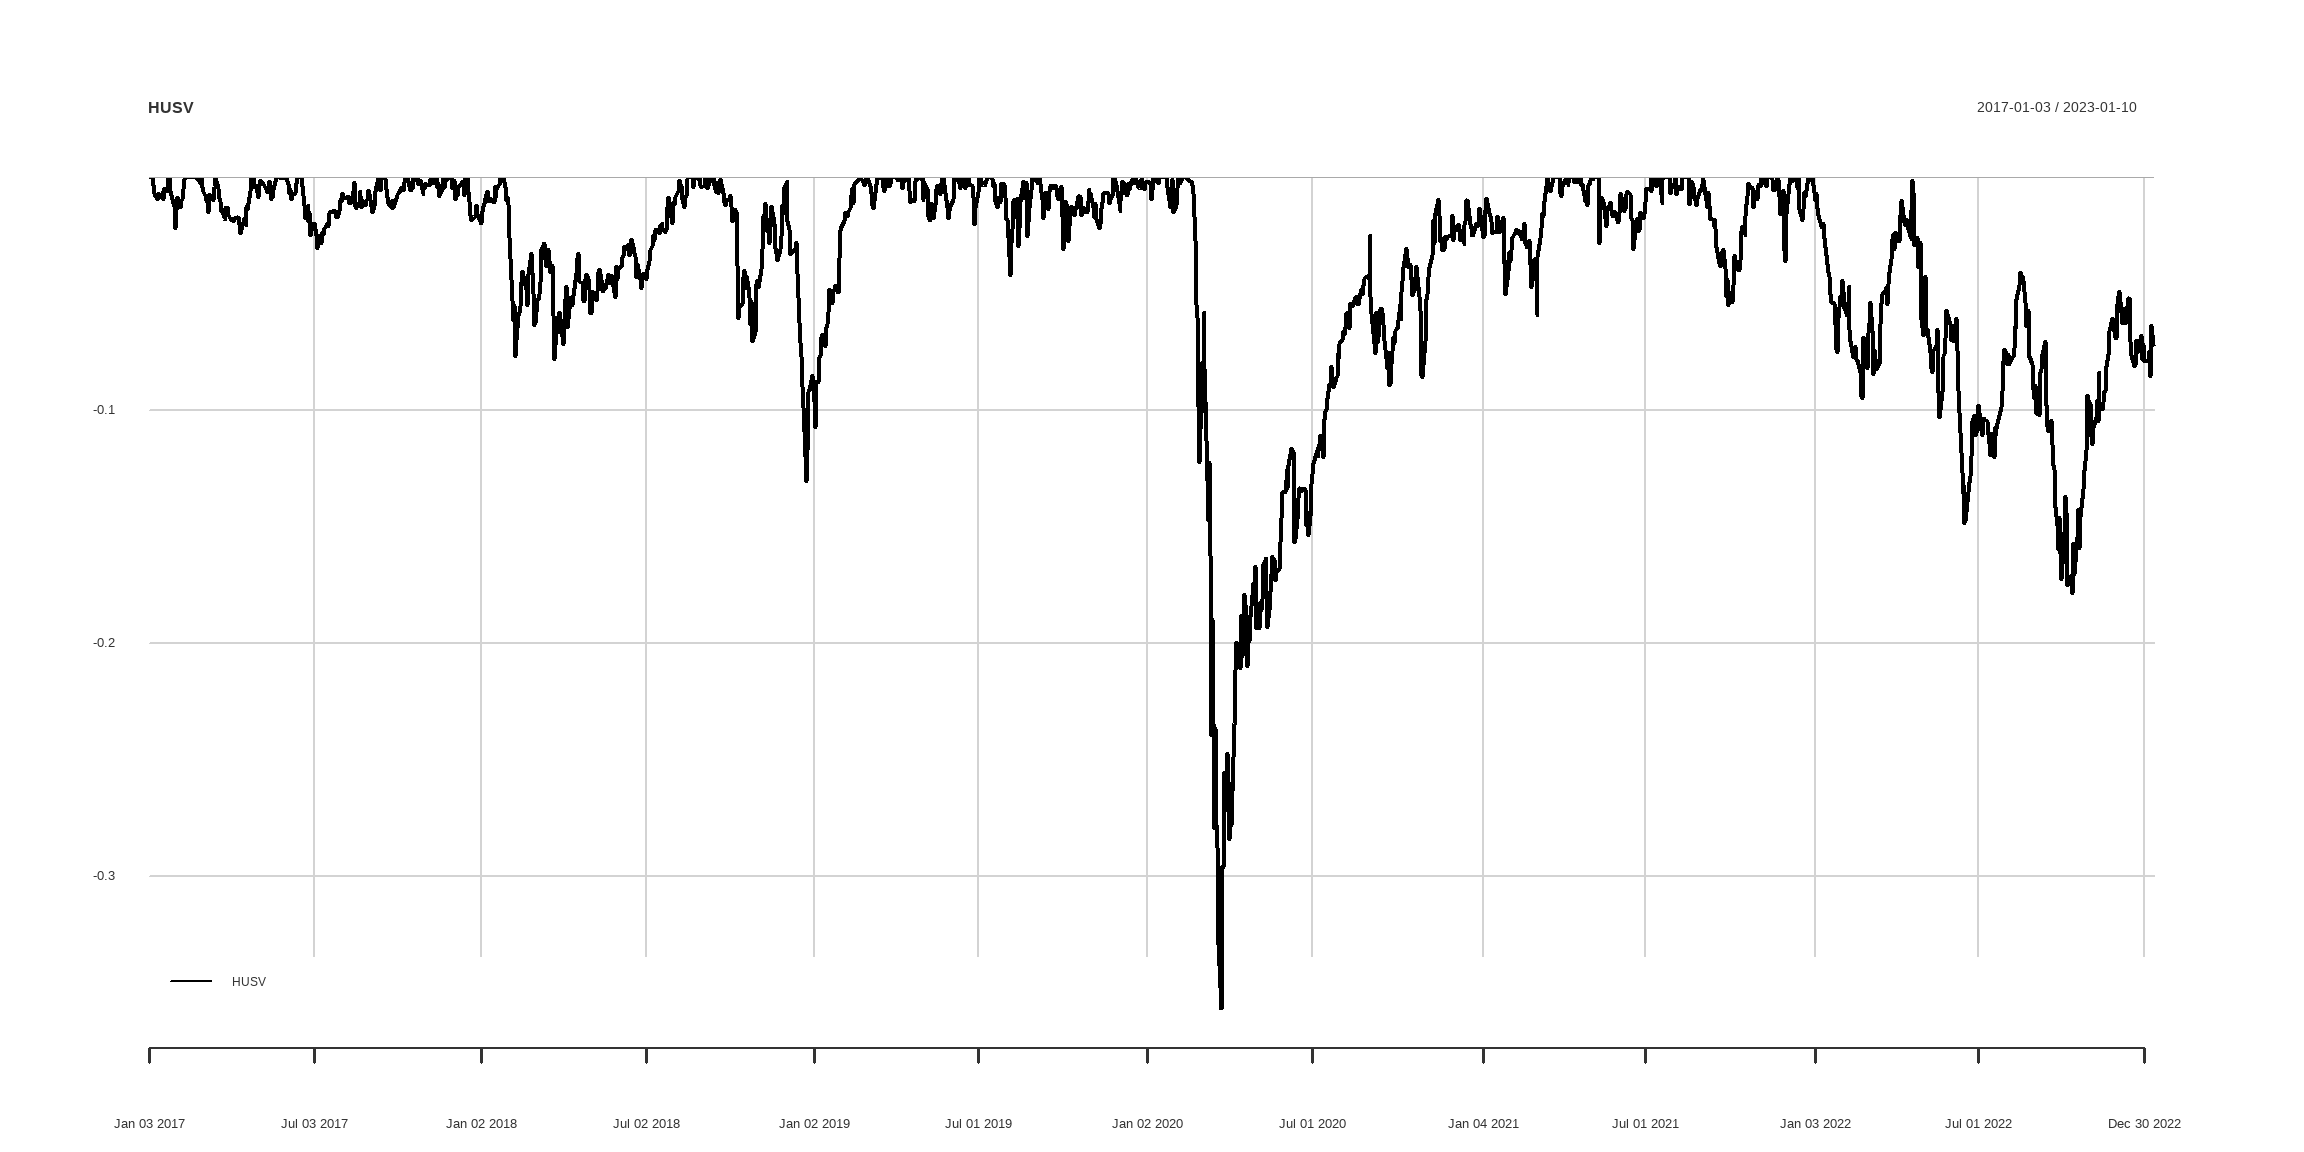 HUSV
2017-01-03 / 2023-01-10
-0.1
-0.2
-0.3
HUSV
Jan 03 2017
Jul 03 2017
Jan 02 2018
Jul 02 2018
Jan 02 2019
Jul 01 2019
Jan 02 2020
Jul 01 2020
Jan 04 2021
Jul 01 2021
Jan 03 2022
Jul 01 2022
Dec 30 2022